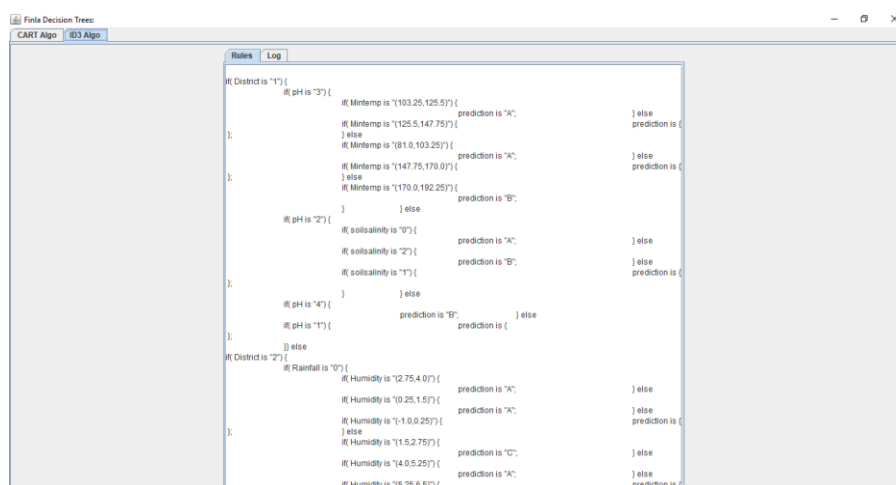 Finla Decision Trees:
CART Algo ID3 Algo
Rules Log
if( District is "1") {
if( pH is "3") {
if( Mintemp is "(103.25,125.5)") {
prediction is "A"; } else
if( Mintemp is "(125.5,147.75)") { prediction is {
}; } else
if( Mintemp is "(81.0,103.25)") {
prediction is "A"; } else
if( Mintemp is "(147.75,170.0)") { prediction is {
}; } else
if( Mintemp is "(170.0,192.25)") {
prediction is "B";
} } else
if( pH is "2") {
if( soilsalinity is "0") {
prediction is "A"; } else
if( soilsalinity is "2") {
prediction is "B"; } else
if( soilsalinity is "1") { prediction is {
};
} } else
if( pH is "4") {
prediction is "B"; } else
if( pH is "1") { prediction is {
};
}} else
if( District is "2") {
if( Rainfall is "0") {
if( Humidity is "(2.75,4.0)") {
prediction is "A"; } else
if( Humidity is "(0.25,1.5)") {
prediction is "A"; } else
if( Humidity is "(-1.0,0.25)") { prediction is {
}; } else
if( Humidity is "(1.5,2.75)") {
prediction is "C"; } else
if( Humidity is "(4.0,5.25)") {
prediction is "A"; } else
if( Humidity is "(5.25,6.5)") { prediction is {